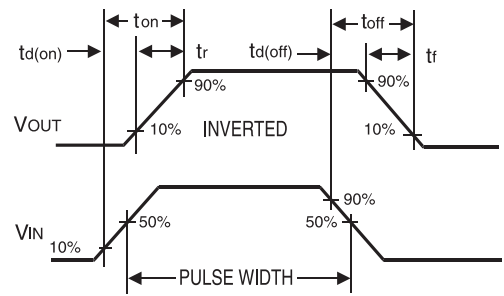 ton toff
td(on) tr td(off) tf
90% 90%
VOUT 10% INVERTED 10%
90%
VIN 50% 50%
10%
PULSE WIDTH